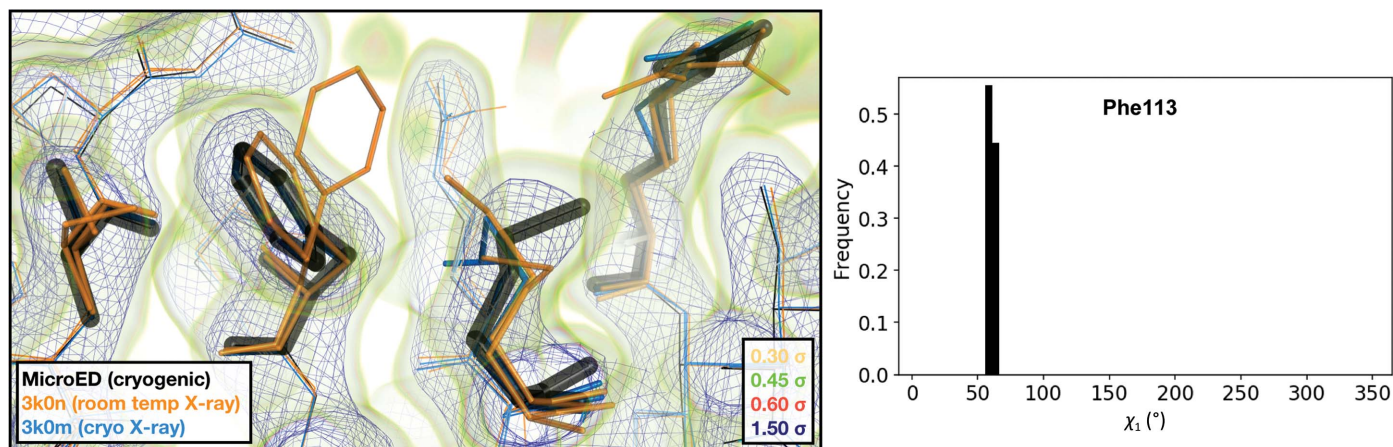 MicroED (cryogenic)
3k0n (room temp X-ray)
3k0m (cryo X-ray)
0.30 σ
0.45 σ
0.60 σ
1.50 σ
Phe113
Frequency
0.5
0.4
0.3
0.2
0.1
0.0
0 50 100 150 200 250 300 350
χ₁ (°)